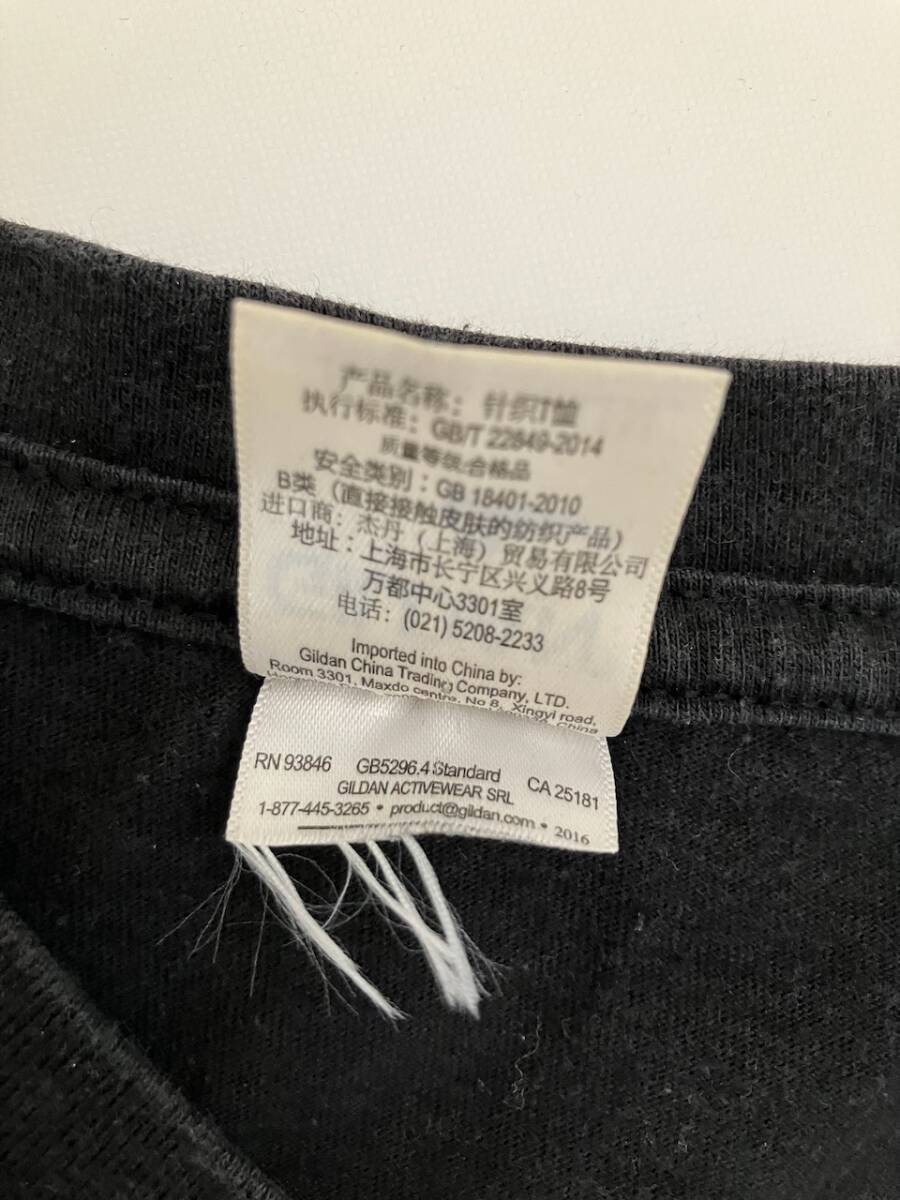 产品名称：针织T恤
执行标准：GB/T 22849-2014
质量等级:合格品
安全类别：GB 18401-2010
B类（直接接触皮肤的纺织产品）
进口商：杰丹（上海）贸易有限公司
地址：上海市长宁区兴义路8号
万都中心3301室
电话：(021) 5208-2233
Imported into China by:
Gildan China Trading Company, LTD.
Room 3301, Maxdo centre, No 8, Xingyi road,
China
RN 93846 GB5296.4 Standard CA 25181
GILDAN ACTIVEWEAR SRL
1-877-445-3265 • product@gildan.com • 2016